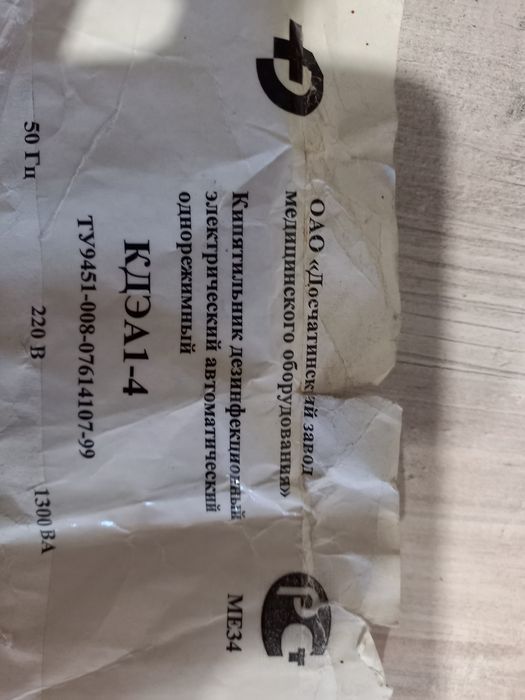 ОАО «Досчатинский завод
медицинского оборудования»
Кипятильник дезинфекционный
электрический автоматический
однорежимный
МЕ34
КДЭА1-4
ТУ9451-008-07614107-99
50 Гц 220 В 1300 ВА